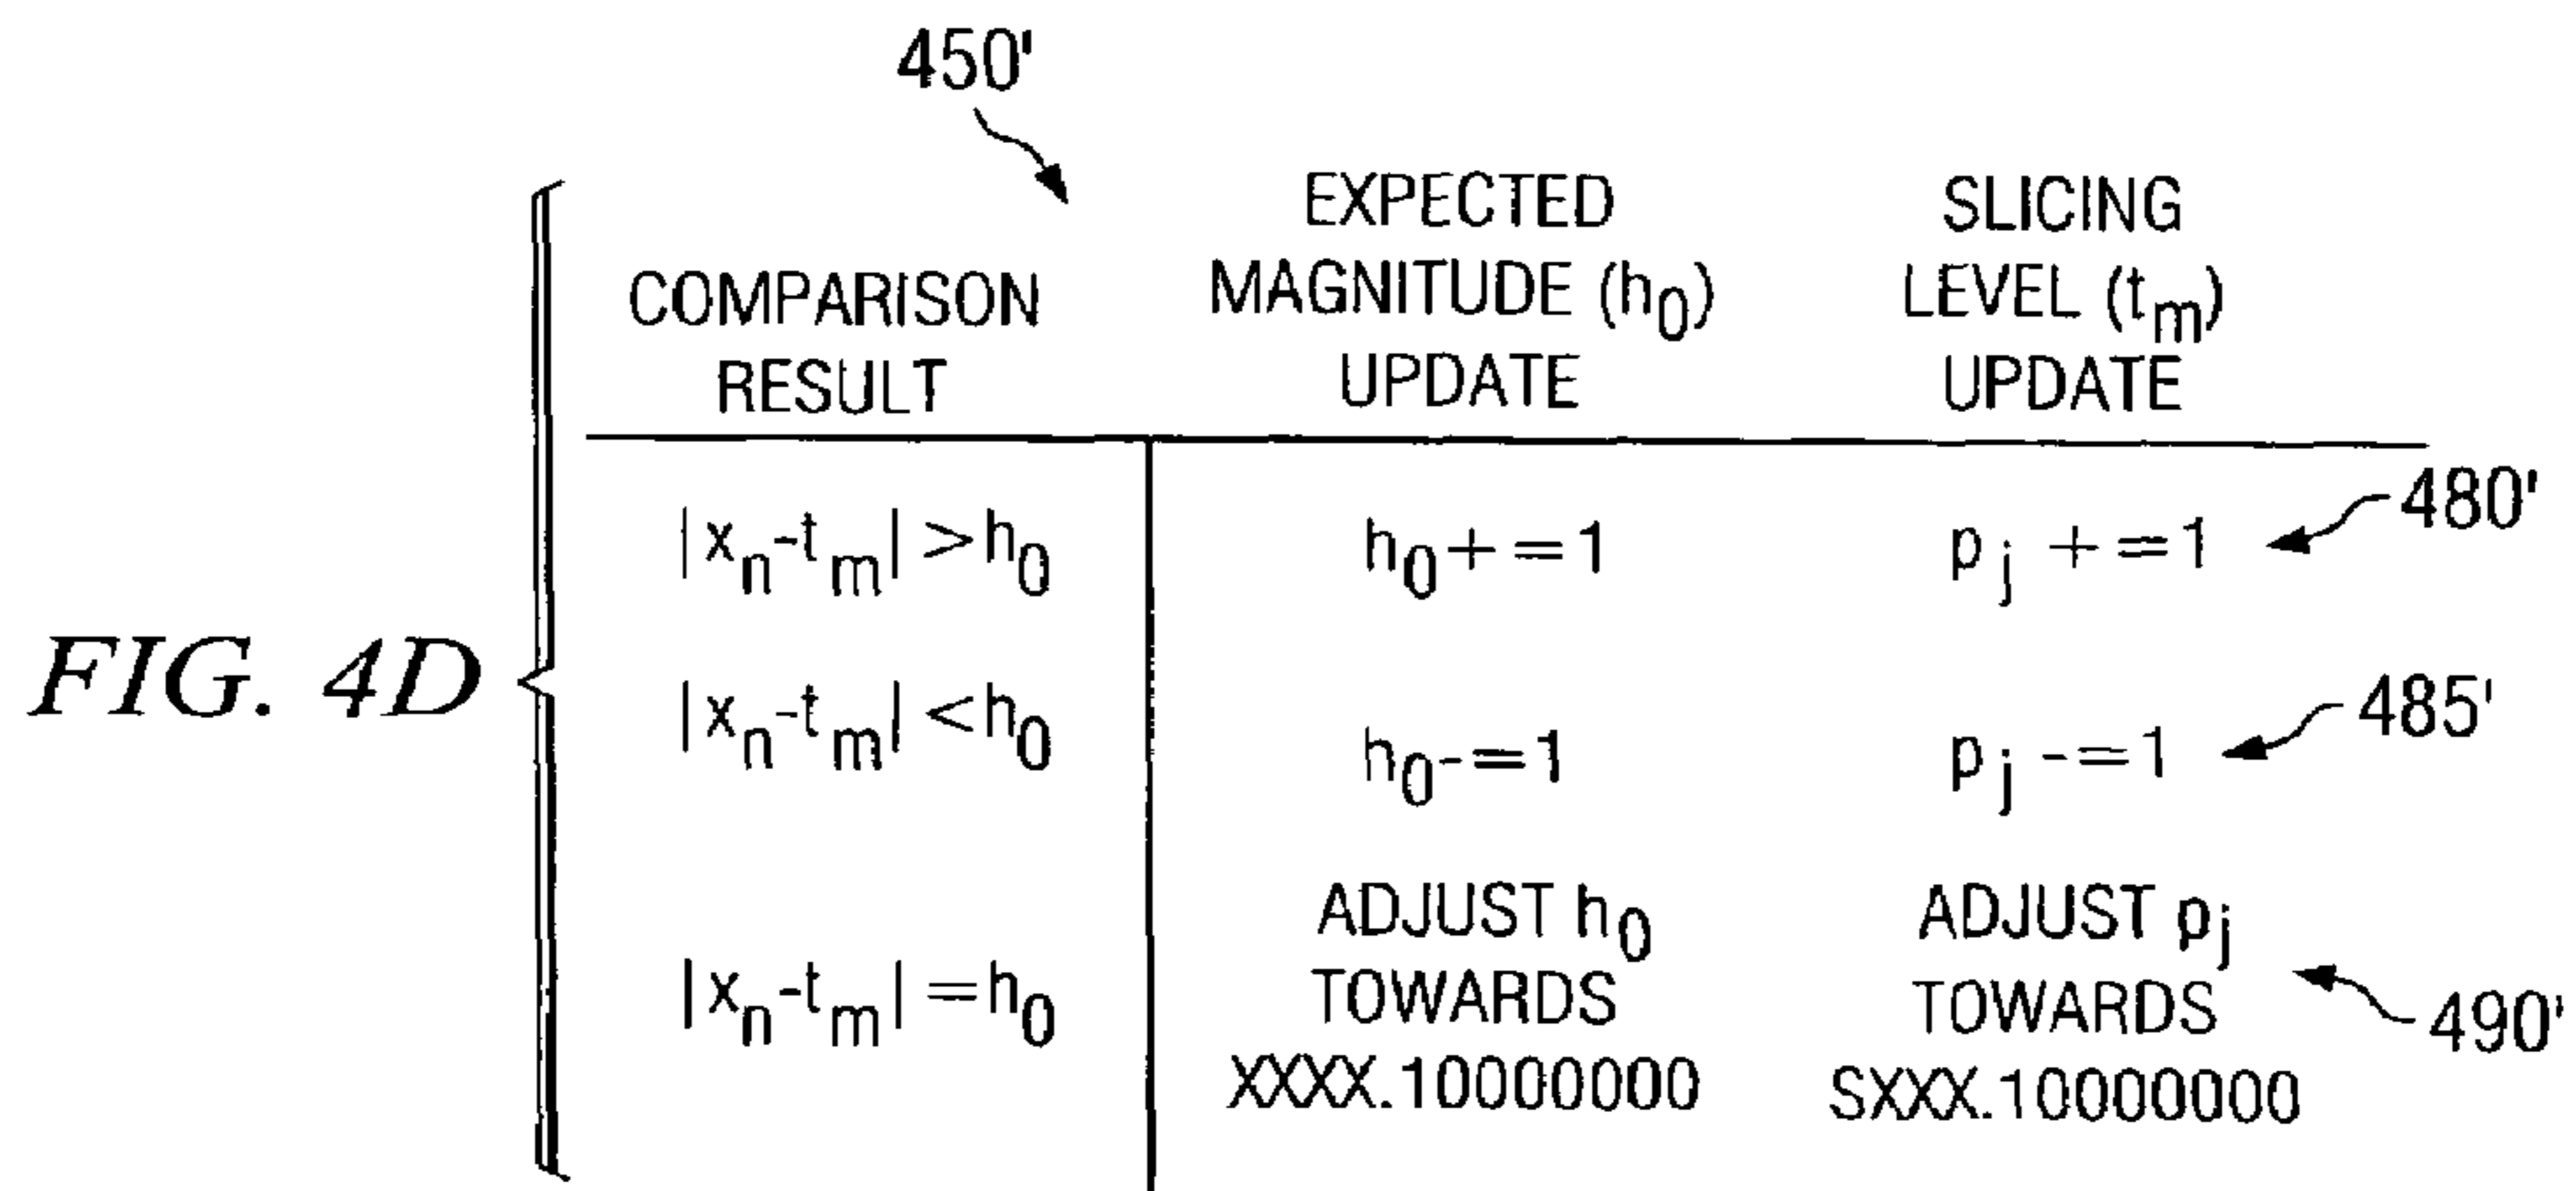 450'
COMPARISON
RESULT
EXPECTED
MAGNITUDE (h0)
UPDATE
SLICING
LEVEL (tm)
UPDATE
|xn-tm| >h0
h0+=1
pj +=1
480'
FIG. 4D
|xn-tm| <h0
h0-=1
pj -=1
485'
|xn-tm| =h0
ADJUST h0
TOWARDS
XXXX.10000000
ADJUST pj
TOWARDS
SXXX.10000000
490'